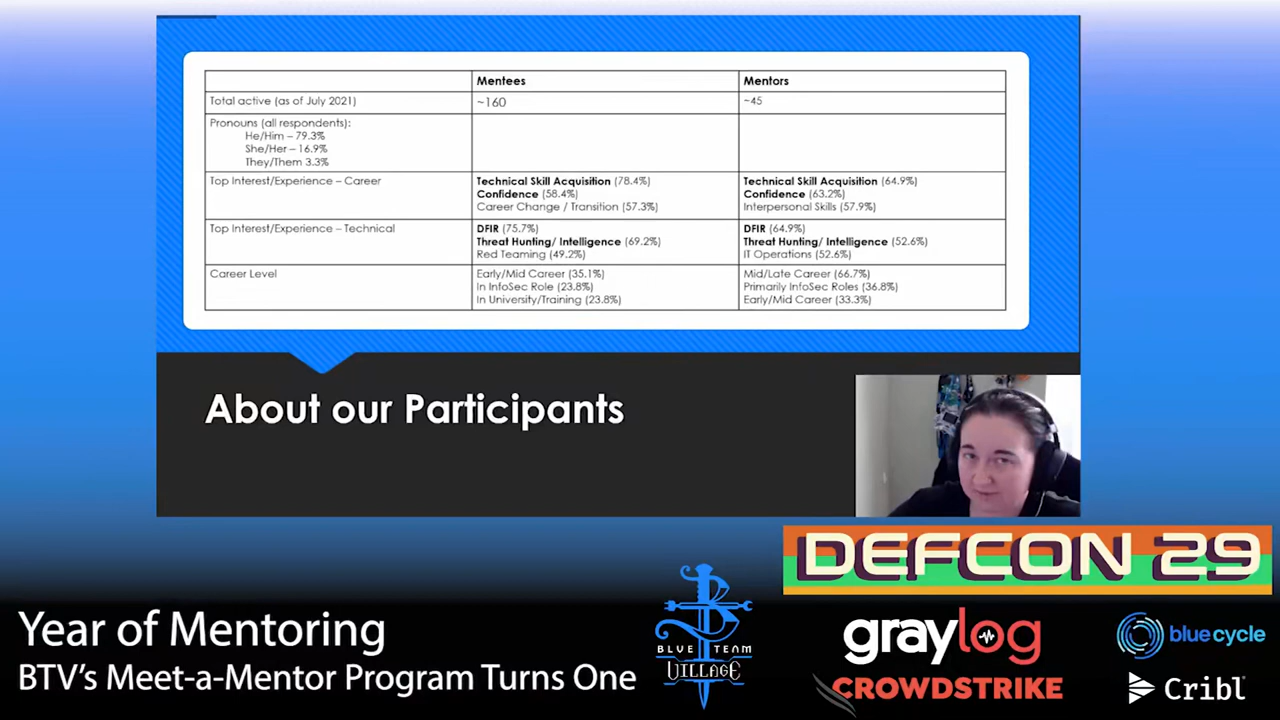 Mentees Mentors
Total active (as of July 2021) ~160 ~45
Pronouns (all respondents):
He/Him – 79.3%
She/Her – 16.9%
They/Them 3.3%
Top Interest/Experience – Career
Technical Skill Acquisition (78.4%)
Confidence (58.4%)
Career Change / Transition (57.3%)
Technical Skill Acquisition (64.9%)
Confidence (63.2%)
Interpersonal Skills (57.9%)
Top Interest/Experience – Technical
DFIR (75.7%)
Threat Hunting/ Intelligence (69.2%)
Red Teaming (49.2%)
DFIR (64.9%)
Threat Hunting/ Intelligence (52.6%)
IT Operations (52.6%)
Career Level
Early/Mid Career (35.1%)
In InfoSec Role (23.8%)
In University/Training (23.8%)
Mid/Late Career (66.7%)
Primarily InfoSec Roles (36.8%)
Early/Mid Career (33.3%)
About our Participants
DEFCON 29
Year of Mentoring
BTV's Meet-a-Mentor Program Turns One
BLUE TEAM
VILLAGE
graylog
CROWDSTRIKE
bluecycle
Cribl